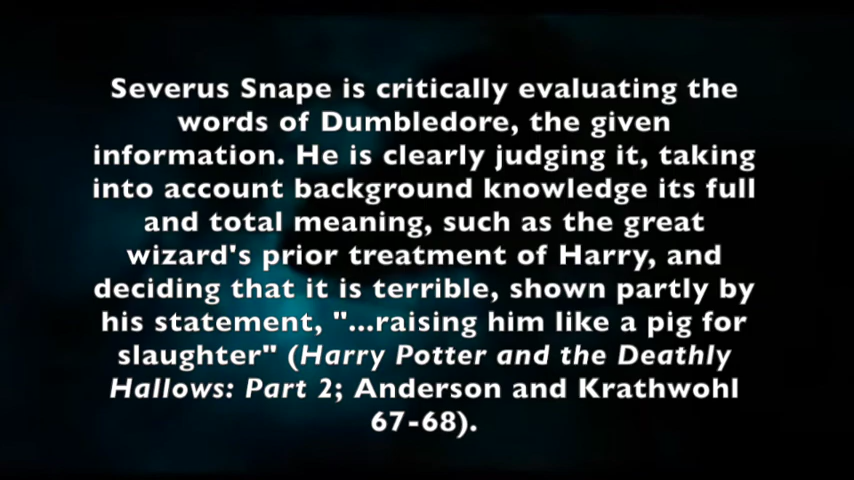 Severus Snape is critically evaluating the
words of Dumbledore, the given
information. He is clearly judging it, taking
into account background knowledge its full
and total meaning, such as the great
wizard's prior treatment of Harry, and
deciding that it is terrible, shown partly by
his statement, "...raising him like a pig for
slaughter" (Harry Potter and the Deathly
Hallows: Part 2; Anderson and Krathwohl
67-68).